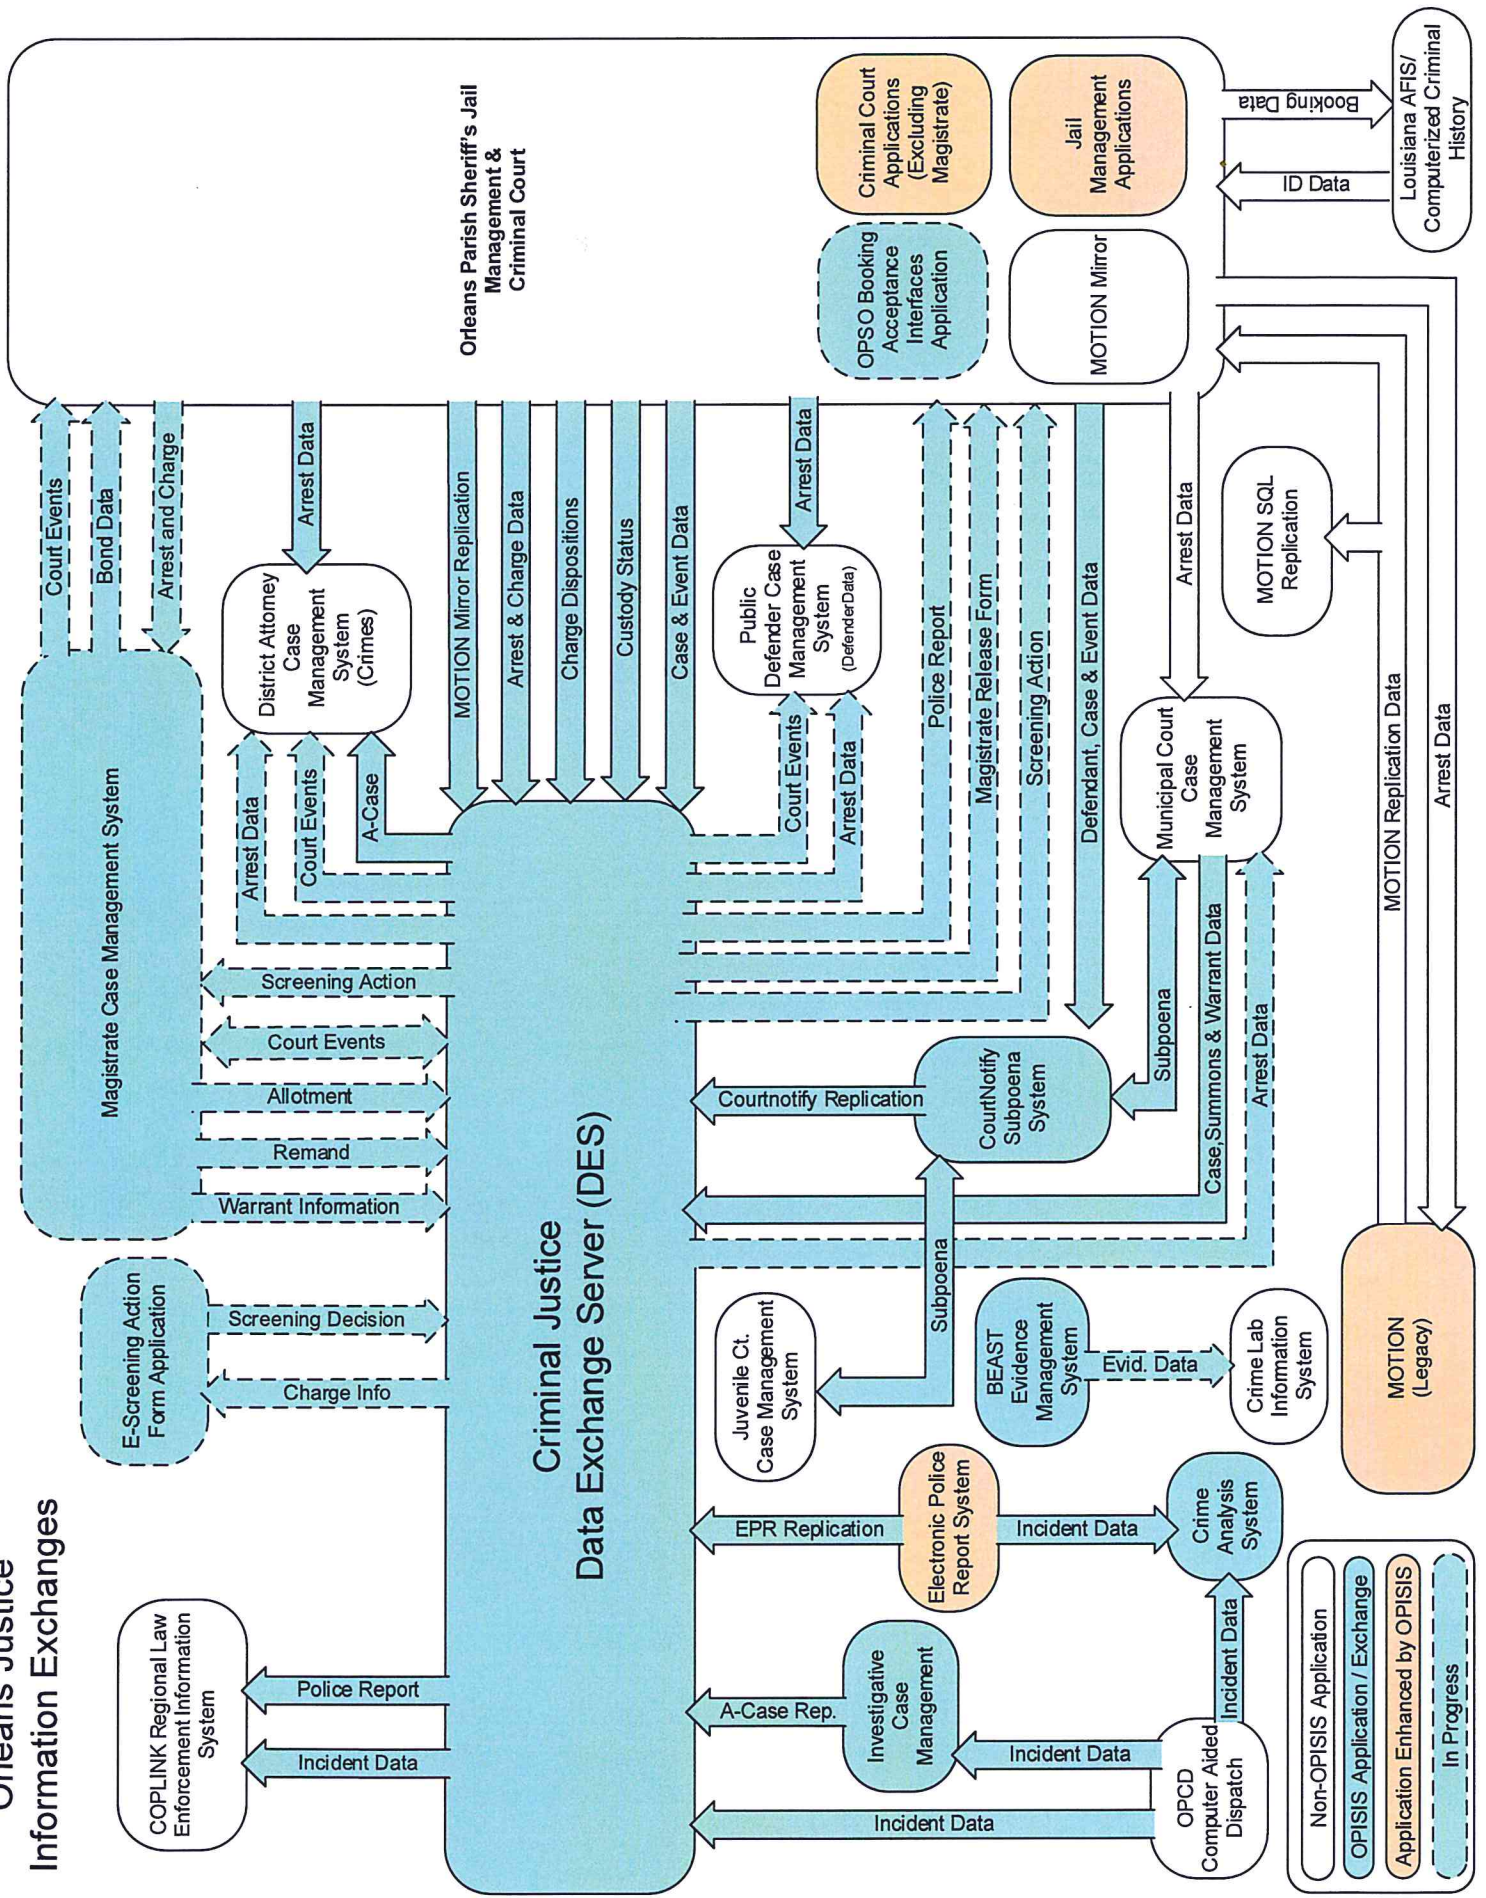 Orleans Justice
Information Exchanges
COPLINK Regional Law
Enforcement Information
System
E-Screening Action
Form Application
Magistrate Case Management System
Court Events
Bond Data
Arrest and Charge
Incident Data
Police Report
Charge Info
Screening Decision
Warrant Information
Remand
Allotment
Court Events
Screening Action
Arrest Data
Court Events
A-Case
District Attorney
Case
Management
System
(Crimes)
Arrest Data
Criminal Justice
Data Exchange Server (DES)
MOTION Mirror Replication
Arrest & Charge Data
Charge Dispositions
Custody Status
Case & Event Data
Orleans Parish Sheriff's Jail
Management &
Criminal Court
Incident Data
A-Case Rep.
EPR Replication
Juvenile Ct.
Case Management
System
Subpoena
Courtnotify Replication
Court Events
Arrest Data
Public
Defender Case
Management
System
(DefenderData)
Arrest Data
Investigative
Case
Management
Electronic Police
Report System
BEAST
Evidence
Management
System
CourtNotify
Subpoena
System
Police Report
Magistrate Release Form
Screening Action
Defendant, Case & Event Data
OPSO Booking
Acceptance
Interfaces
Application
Criminal Court
Applications
(Excluding
Magistrate)
MOTION Mirror
Jail
Management
Applications
Incident Data
Incident Data
Evid. Data
Subpoena
Case,Summons & Warrant Data
Arrest Data
Municipal Court
Case
Management
System
Arrest Data
OPCD
Computer Aided
Dispatch
Incident Data
Crime
Analysis
System
Crime Lab
Information
System
MOTION SQL
Replication
ID Data
Booking Data
MOTION
(Legacy)
MOTION Replication Data
Arrest Data
Louisiana AFIS/
Computerized Criminal
History
Non-OPISIS Application
OPISIS Application / Exchange
Application Enhanced by OPISIS
In Progress